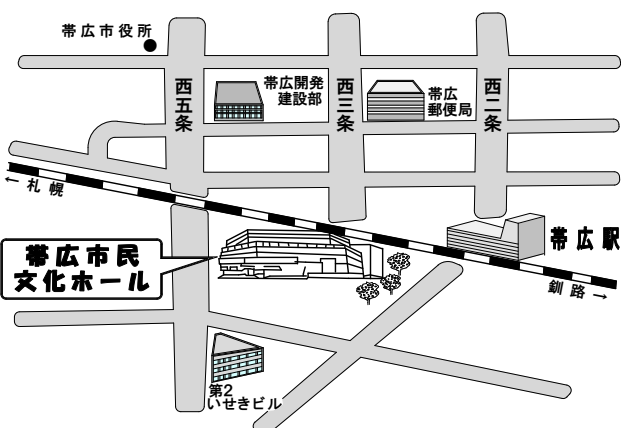 帯広市役所
西五条
帯広開発
建設部
西三条
帯広
郵便局
西二条
← 札幌
帯広市民
文化ホール
帯広駅
釧路 →
第2
いせきビル